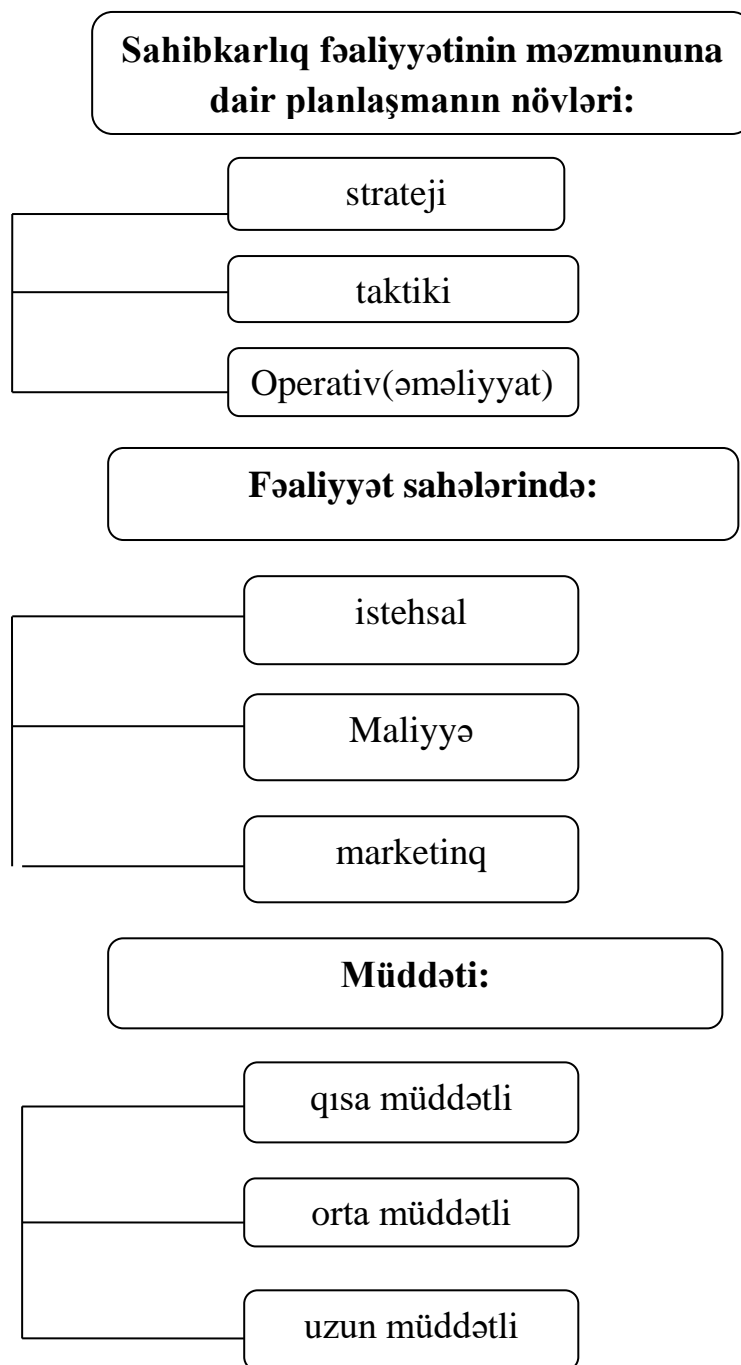 Sahibkarlıq fəaliyyətinin məzmununa
dair planlaşmanın növləri:
strateji
taktiki
Operativ(əməliyyat)
Fəaliyyət sahələrində:
istehsal
Maliyyə
marketinq
Müddəti:
qısa müddətli
orta müddətli
uzun müddətli